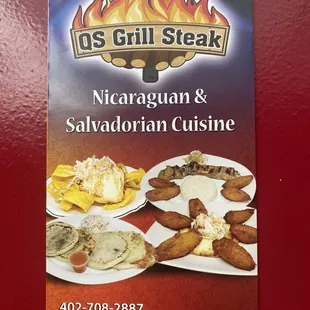 QS Grill Steak
Nicaraguan &
Salvadorian Cuisine
402-708-2887